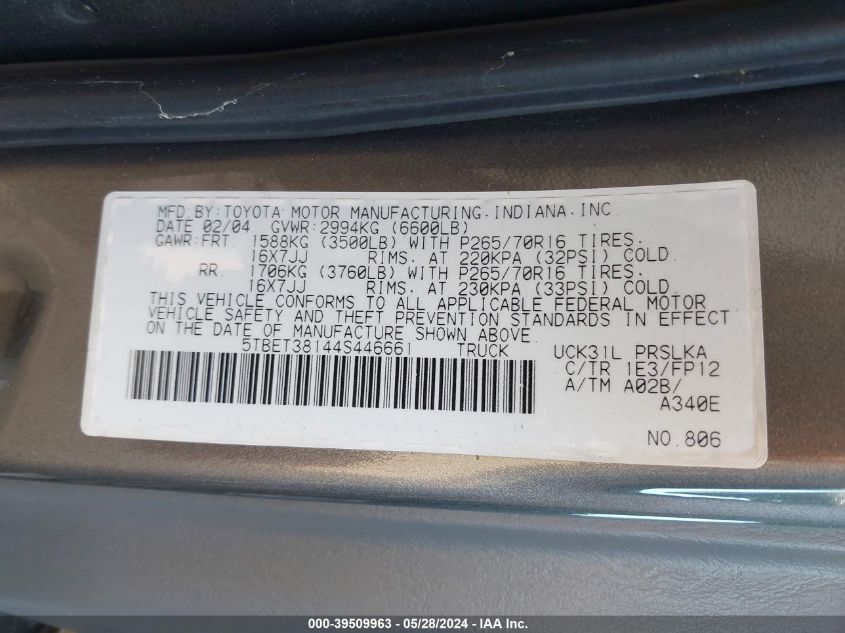 MFD.BY:TOYOTA MOTOR MANUFACTURING.INDIANA.INC.
DATE 02/04 GVWR:2994KG (6600LB)
GAWR:FRT 1588KG (3500LB) WITH P265/70R16 TIRES.
16X7JJ RIMS. AT 220KPA (32PSI) COLD.
RR 1706KG (3760LB) WITH P265/70R16 TIRES.
16X7JJ RIMS. AT 230KPA (33PSI) COLD.
THIS VEHICLE CONFORMS TO ALL APPLICABLE FEDERAL MOTOR
VEHICLE SAFETY AND THEFT PREVENTION STANDARDS IN EFFECT
ON THE DATE OF MANUFACTURE SHOWN ABOVE.
5TBET38144S446661 TRUCK UCK31L PRSLKA
C/TR 1E3/FP12
A/TM A02B/
A340E
NO.806
000-39509963 - 05/28/2024 - IAA Inc.